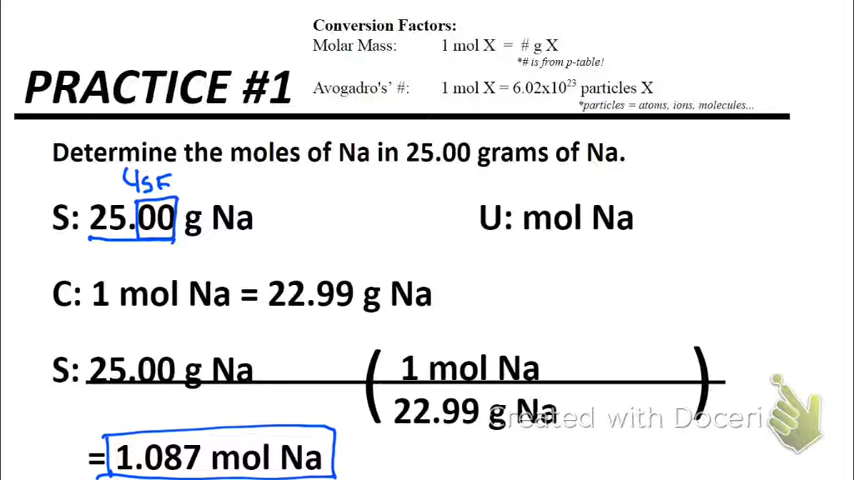 Conversion Factors:
Molar Mass: 1 mol X = # g X
*# is from p-table!
PRACTICE #1
Avogadro's' #: 1 mol X = 6.02x10²³ particles X
*particles = atoms, ions, molecules...
Determine the moles of Na in 25.00 grams of Na.
4SF
S: 25.00 g Na U: mol Na
C: 1 mol Na = 22.99 g Na
S: 25.00 g Na ( 1 mol Na )
22.99 g Na
Created with Doceri
= 1.087 mol Na